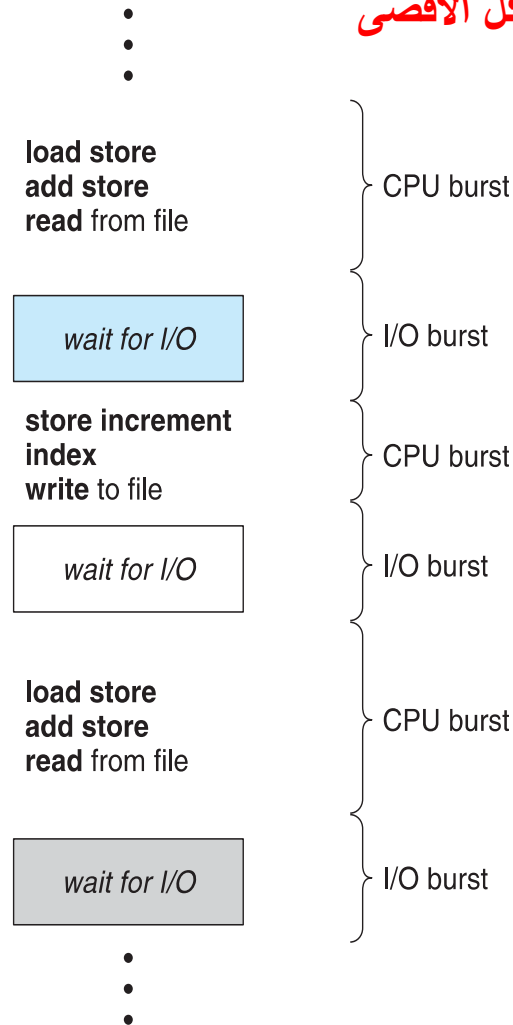 الأقصى
load store
add store
read from file
CPU burst
wait for I/O
I/O burst
store increment
index
write to file
CPU burst
wait for I/O
I/O burst
load store
add store
read from file
CPU burst
wait for I/O
I/O burst